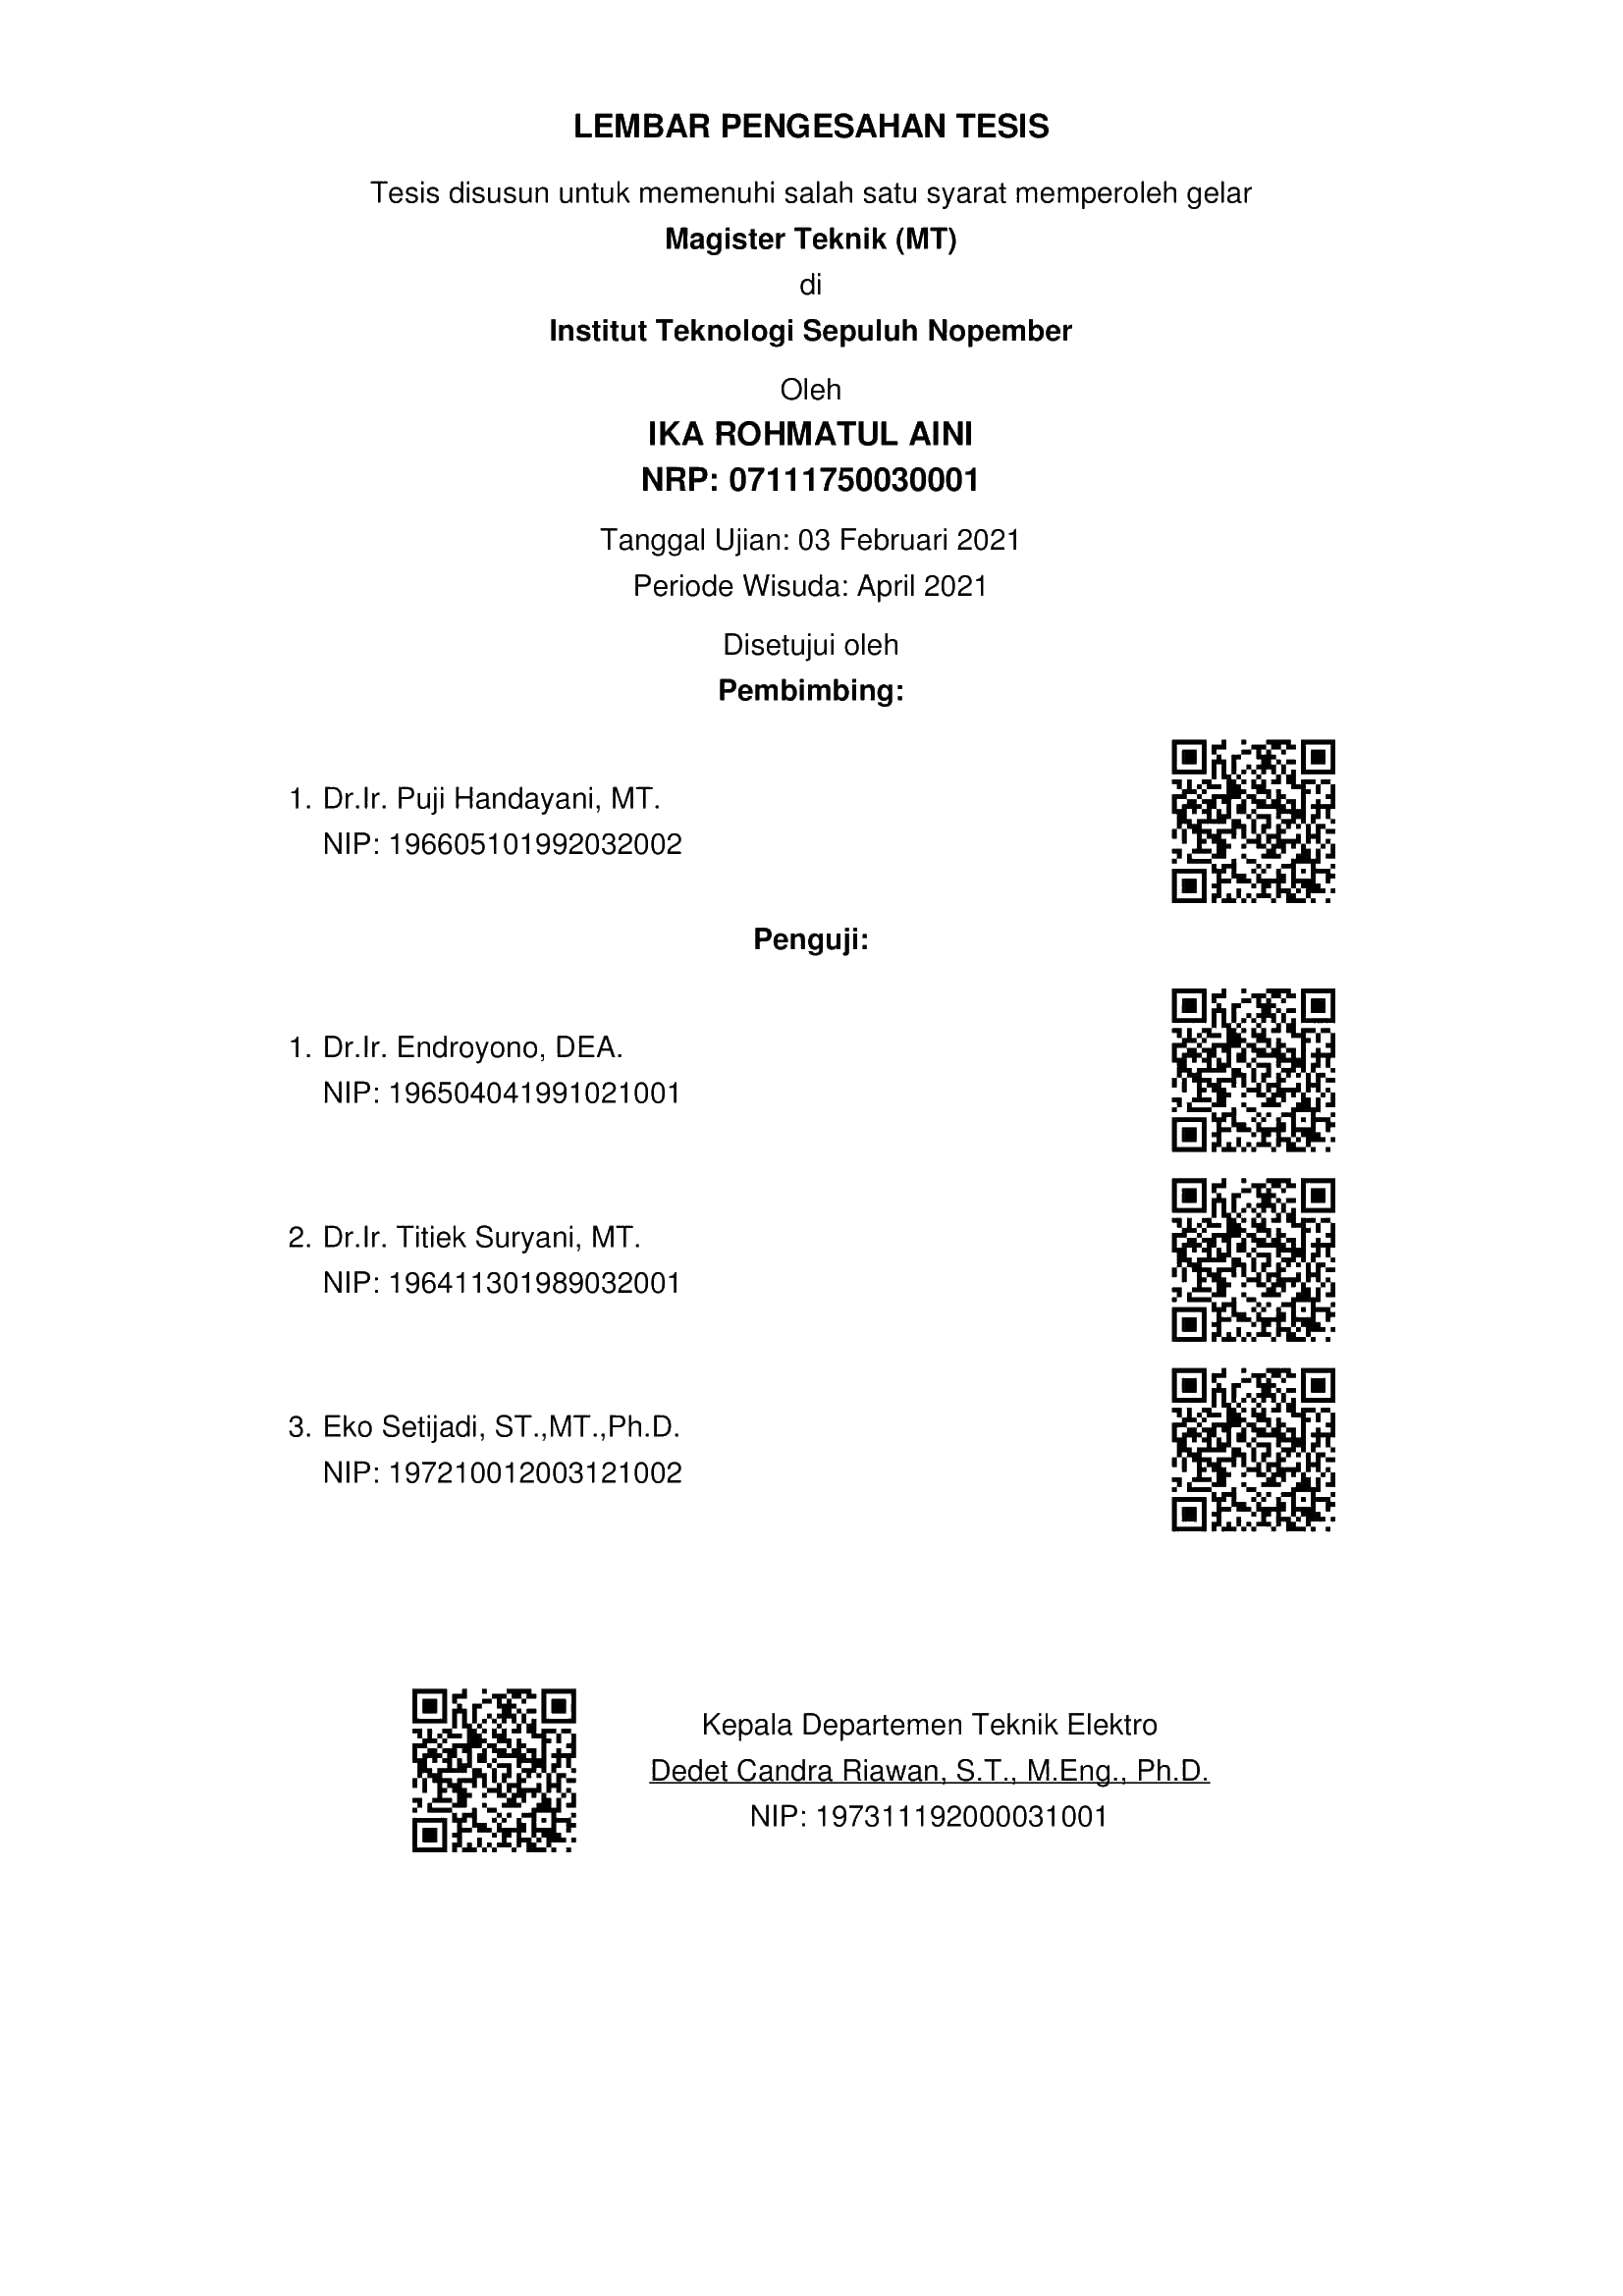 LEMBAR PENGESAHAN TESIS
Tesis disusun untuk memenuhi salah satu syarat memperoleh gelar
Magister Teknik (MT)
di
Institut Teknologi Sepuluh Nopember
Oleh
IKA ROHMATUL AINI
NRP: 07111750030001
Tanggal Ujian: 03 Februari 2021
Periode Wisuda: April 2021
Disetujui oleh
Pembimbing:
1. Dr.Ir. Puji Handayani, MT.
NIP: 196605101992032002
Penguji:
1. Dr.Ir. Endroyono, DEA.
NIP: 196504041991021001
2. Dr.Ir. Titiek Suryani, MT.
NIP: 196411301989032001
3. Eko Setijadi, ST.,MT.,Ph.D.
NIP: 197210012003121002
Kepala Departemen Teknik Elektro
Dedet Candra Riawan, S.T., M.Eng., Ph.D.
NIP: 197311192000031001